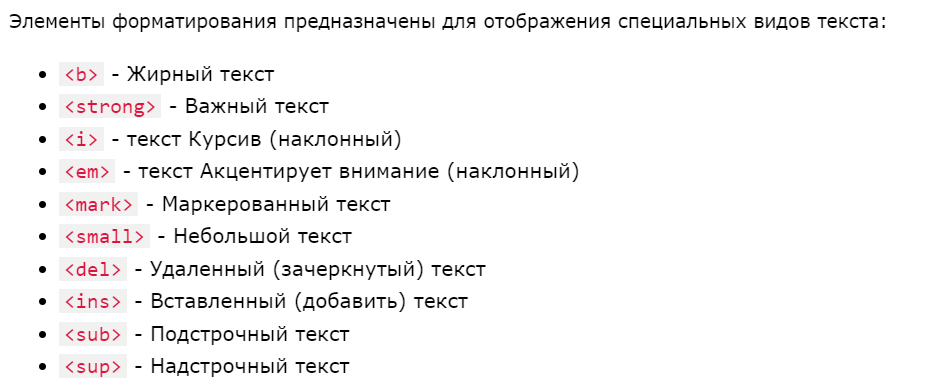 Элементы форматирования предназначены для отображения специальных видов текста:
• <b> - Жирный текст
• <strong> - Важный текст
• <i> - текст Курсив (наклонный)
• <em> - текст Акцентирует внимание (наклонный)
• <mark> - Маркерованный текст
• <small> - Небольшой текст
• <del> - Удаленный (зачеркнутый) текст
• <ins> - Вставленный (добавить) текст
• <sub> - Подстрочный текст
• <sup> - Надстрочный текст